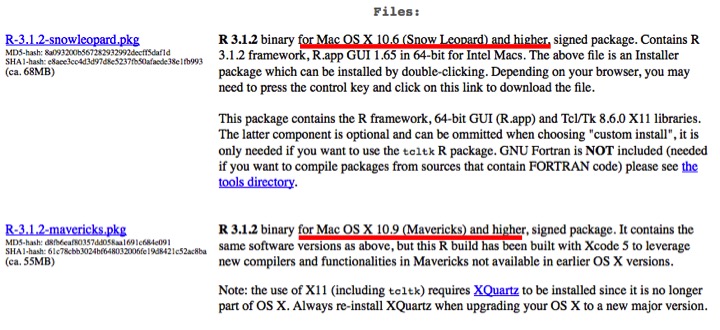 Files:
R-3.1.2-snowleopard.pkg
MD5-hash: 8a093200b567282932992decff5daf1d
SHA1-hash: e8aee3cc4d3d97d8e5237fb50afaede38e1fb993
(ca. 68MB)
R 3.1.2 binary for Mac OS X 10.6 (Snow Leopard) and higher, signed package. Contains R
3.1.2 framework, R.app GUI 1.65 in 64-bit for Intel Macs. The above file is an Installer
package which can be installed by double-clicking. Depending on your browser, you may
need to press the control key and click on this link to download the file.
This package contains the R framework, 64-bit GUI (R.app) and Tcl/Tk 8.6.0 X11 libraries.
The latter component is optional and can be ommitted when choosing "custom install", it is
only needed if you want to use the tcltk R package. GNU Fortran is NOT included (needed
if you want to compile packages from sources that contain FORTRAN code) please see the
tools directory.
R-3.1.2-mavericks.pkg
MD5-hash: d8fb6eaf80357dd058aa1691c684e091
SHA1-hash: 61c78cbb3024bf648032006fe19d8421c52ac8ba
(ca. 55MB)
R 3.1.2 binary for Mac OS X 10.9 (Mavericks) and higher, signed package. It contains the
same software versions as above, but this R build has been built with Xcode 5 to leverage
new compilers and functionalities in Mavericks not available in earlier OS X versions.
Note: the use of X11 (including tcltk) requires XQuartz to be installed since it is no longer
part of OS X. Always re-install XQuartz when upgrading your OS X to a new major version.